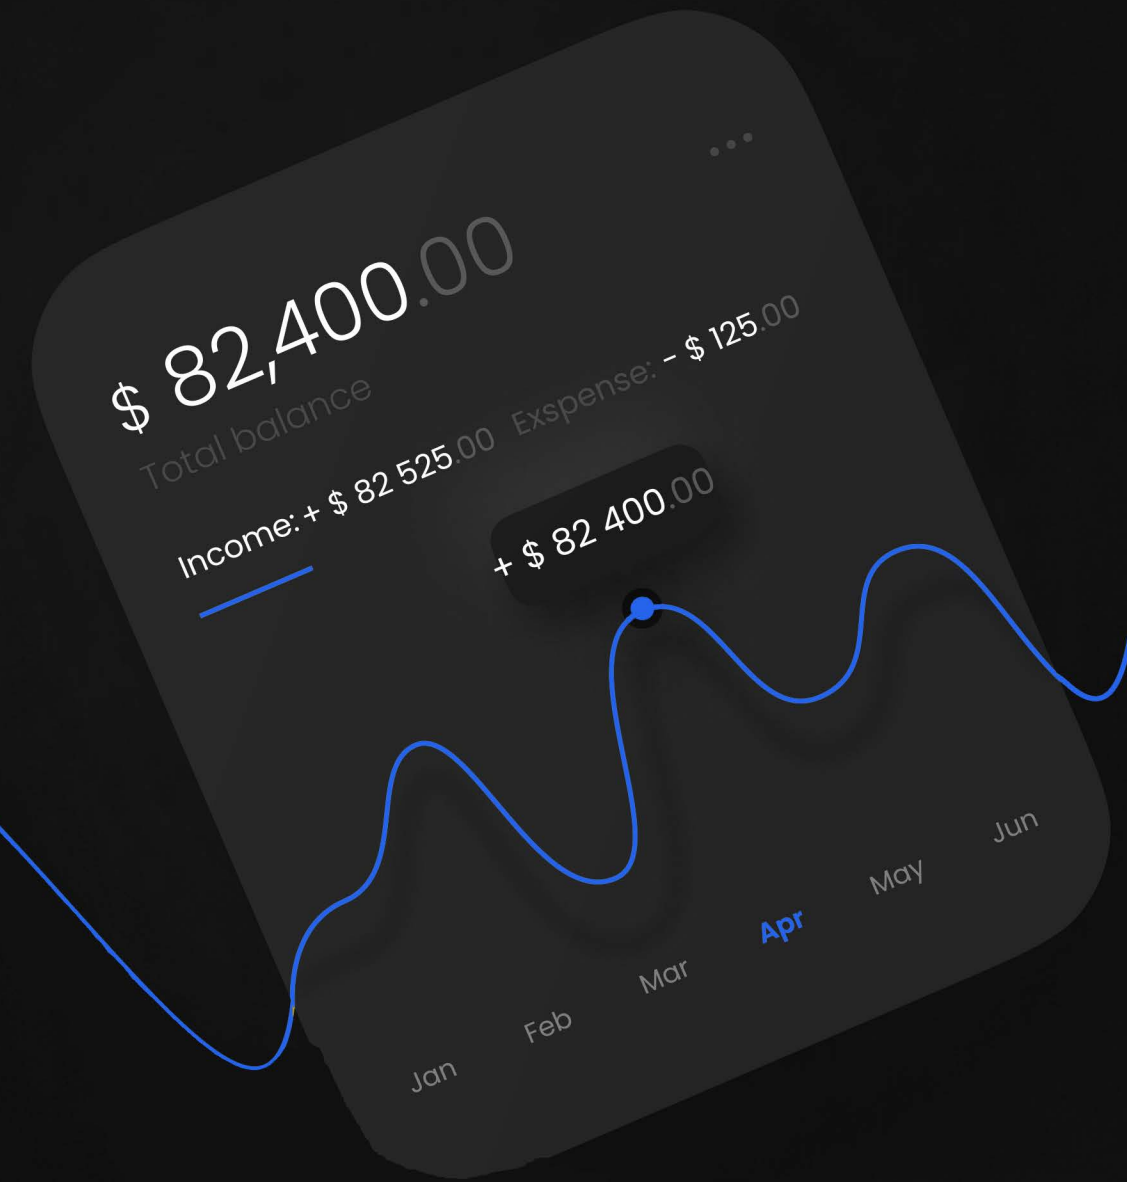 $ 82,400.00
Total balance
Income: + $ 82 525.00 Exspense: - $ 125.00
+ $ 82 400.00
Jan Feb Mar Apr May Jun